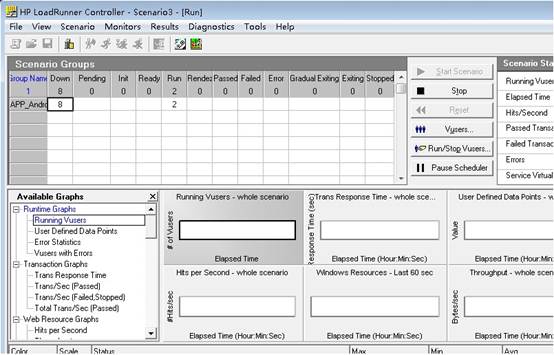 HP LoadRunner Controller - Scenario3 - [Run]
File View Scenario Monitors Results Diagnostics Tools Help
Scenario Groups
Group Name Down Pending Init Ready Run Rendez Passed Failed Error Gradual Exiting Exiting Stopped
1 8 0 0 0 2 0 0 0 0 0 0 0
APP_Andro 8 2
Start Scenario
Stop
Reset
Vusers...
Run/Stop Vusers...
Pause Scheduler
Scenario Sta
Running Vusers
Elapsed Time
Hits/Second
Passed Transac
Failed Transac
Errors
Service Virtual
Available Graphs
Runtime Graphs
Running Vusers
User Defined Data Points
Error Statistics
Vusers with Errors
Transaction Graphs
Trans Response Time
Trans/Sec (Passed)
Trans/Sec (Failed,Stopped)
Total Trans/Sec (Passed)
Web Resource Graphs
Hits per Second
Running Vusers - whole scenario
# of Vusers
Elapsed Time
Trans Response Time - whole sce...
Response Time (sec)
Elapsed Time (Hour:Min:Sec)
User Defined Data Points - w
Value
Elapsed Time (Hour:Min
Hits per Second - whole scenario
#Hits/sec
Elapsed Time (Hour:Min:Sec)
Windows Resources - Last 60 sec
Elapsed Time (Hour:Min:Sec)
Throughput - whole sce
Bytes/sec
Elapsed Time (Hour:Min
Color Scale Status Max Min Avg